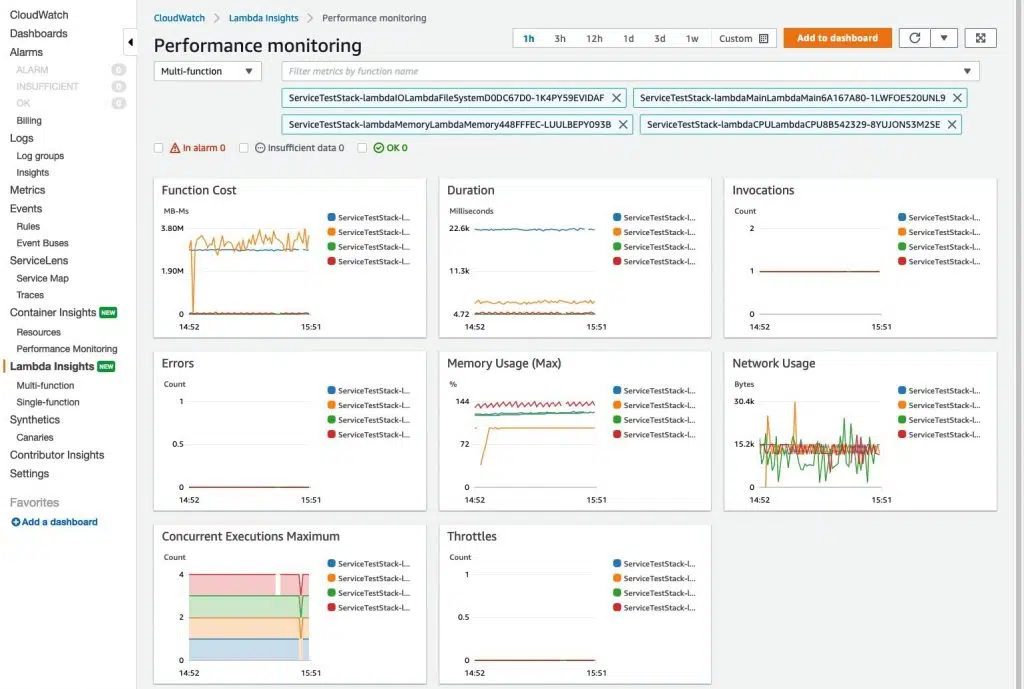 CloudWatch
Dashboards
Alarms
ALARM 0
INSUFFICIENT 0
OK 0
Billing
Logs
Log groups
Insights
Metrics
Events
Rules
Event Buses
ServiceLens
Service Map
Traces
Container Insights NEW
Resources
Performance Monitoring
Lambda Insights NEW
Multi-function
Single-function
Synthetics
Canaries
Contributor Insights
Settings
Favorites
Add a dashboard
CloudWatch > Lambda Insights > Performance monitoring
Performance monitoring
1h 3h 12h 1d 3d 1w Custom
Add to dashboard
Multi-function
Filter metrics by function name
ServiceTestStack-lambdaIOLambdaFileSystemD0DC67D0-1K4PY59EVIDAF
ServiceTestStack-lambdaMainLambdaMain6A167A80-1LWFOE520UNL9
ServiceTestStack-lambdaMemoryLambdaMemory448FFFEC-LUULBEPY093B
ServiceTestStack-lambdaCPULambdaCPU8B542329-8YUJONS3M2SE
In alarm 0
Insufficient data 0
OK 0
Function Cost
MB-Ms
3.80M
1.90M
0
14:52 15:51
ServiceTestStack-l...
ServiceTestStack-l...
ServiceTestStack-l...
ServiceTestStack-l...
Duration
Milliseconds
22.6k
11.3k
4.72
14:52 15:51
ServiceTestStack-l...
ServiceTestStack-l...
ServiceTestStack-l...
ServiceTestStack-l...
Invocations
Count
2
1
0
14:52 15:51
ServiceTestStack-l...
ServiceTestStack-l...
ServiceTestStack-l...
ServiceTestStack-l...
Errors
Count
1
0.5
0
14:52 15:51
ServiceTestStack-l...
ServiceTestStack-l...
ServiceTestStack-l...
ServiceTestStack-l...
Memory Usage (Max)
%
144
72
0
14:52 15:51
ServiceTestStack-l...
ServiceTestStack-l...
ServiceTestStack-l...
ServiceTestStack-l...
Network Usage
Bytes
30.4k
15.2k
0
14:52 15:51
ServiceTestStack-l...
ServiceTestStack-l...
ServiceTestStack-l...
ServiceTestStack-l...
Concurrent Executions Maximum
Count
4
2
0
14:52 15:51
ServiceTestStack-l...
ServiceTestStack-l...
ServiceTestStack-l...
ServiceTestStack-l...
Throttles
Count
1
0.5
0
14:52 15:51
ServiceTestStack-l...
ServiceTestStack-l...
ServiceTestStack-l...
ServiceTestStack-l...